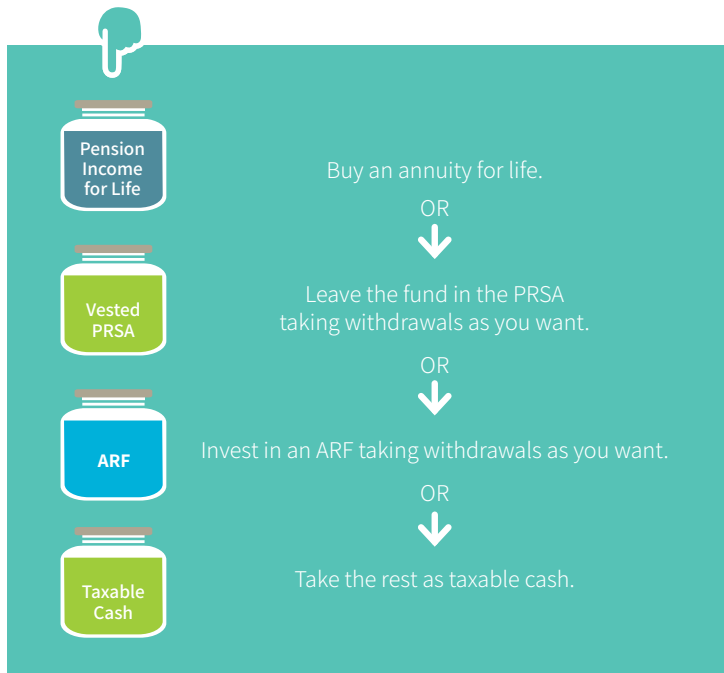 Pension
Income
for Life
Buy an annuity for life.
OR
Vested
PRSA
Leave the fund in the PRSA
taking withdrawals as you want.
OR
ARF
Invest in an ARF taking withdrawals as you want.
OR
Taxable
Cash
Take the rest as taxable cash.